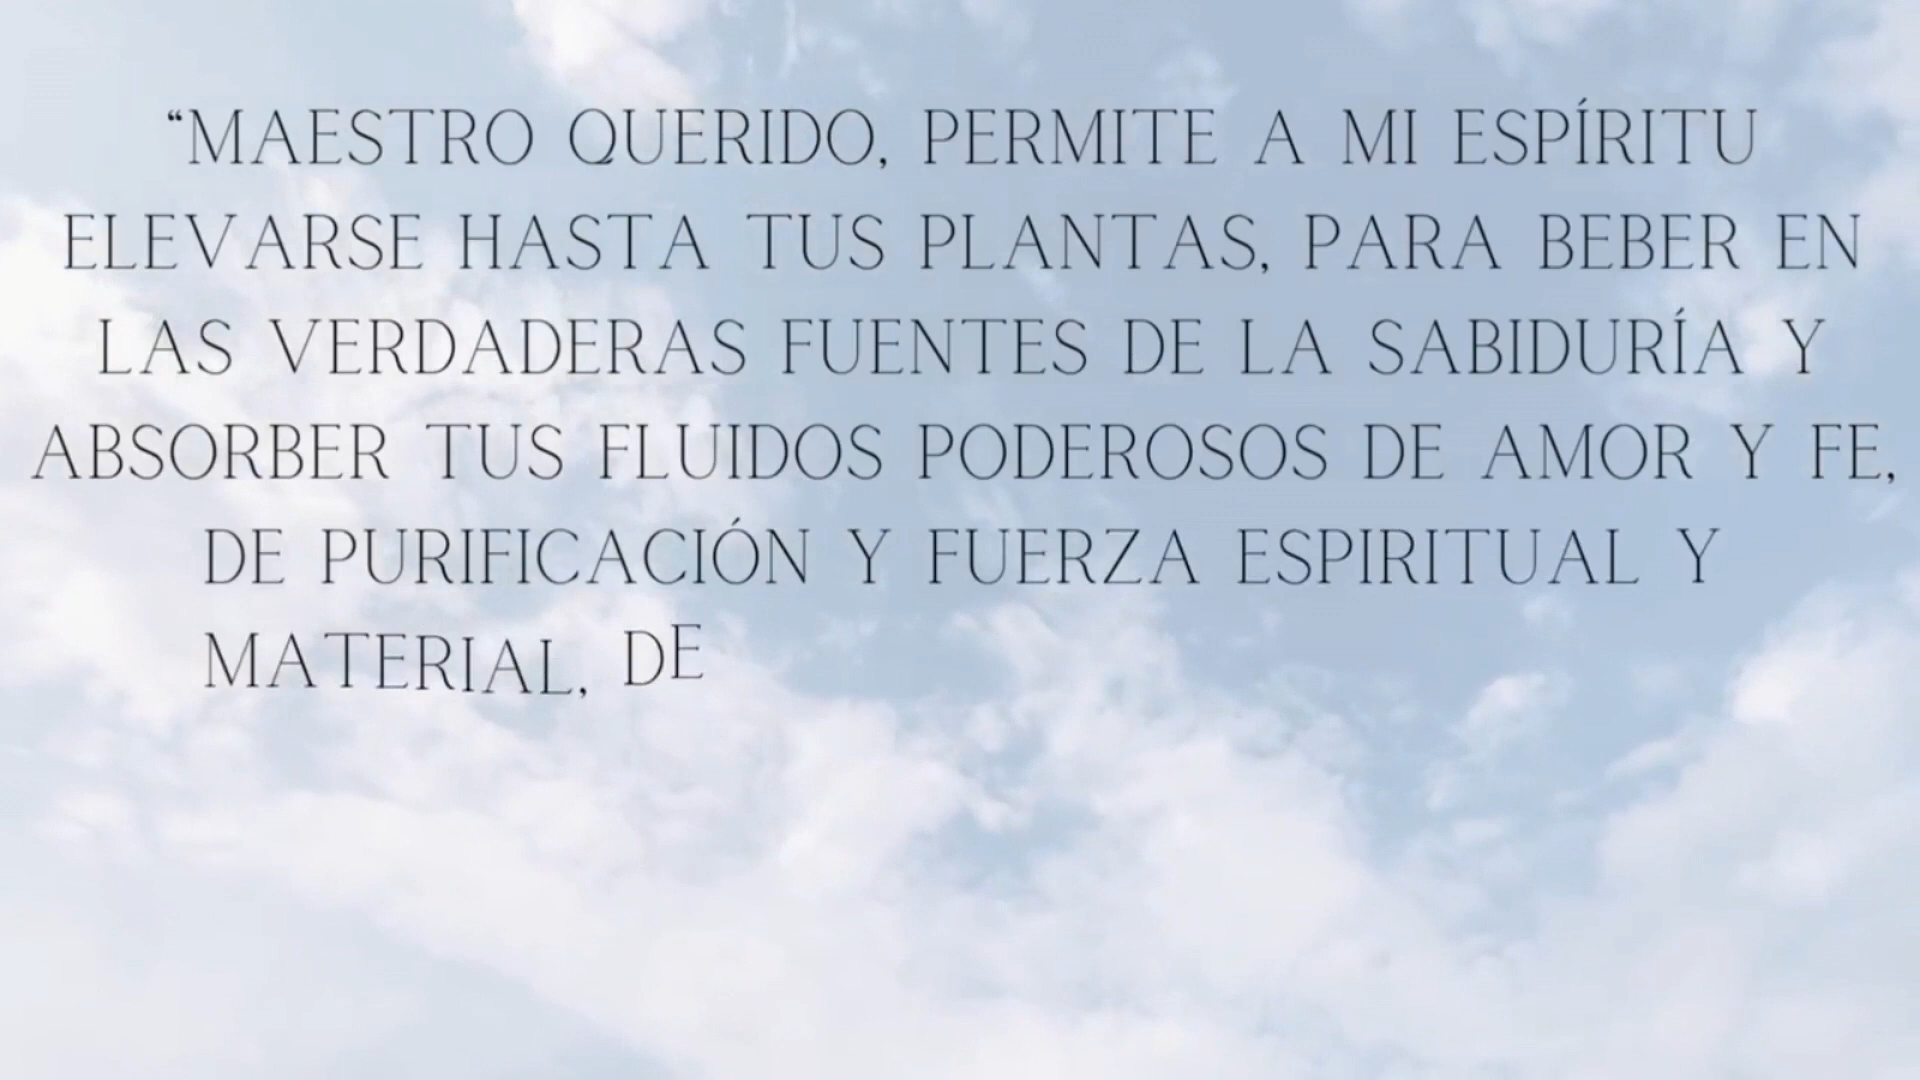 “MAESTRO QUERIDO, PERMITE A MI ESPÍRITU
ELEVARSE HASTA TUS PLANTAS, PARA BEBER EN
LAS VERDADERAS FUENTES DE LA SABIDURÍA Y
ABSORBER TUS FLUIDOS PODEROSOS DE AMOR Y FE,
DE PURIFICACIÓN Y FUERZA ESPIRITUAL Y
MATERIAL, DE